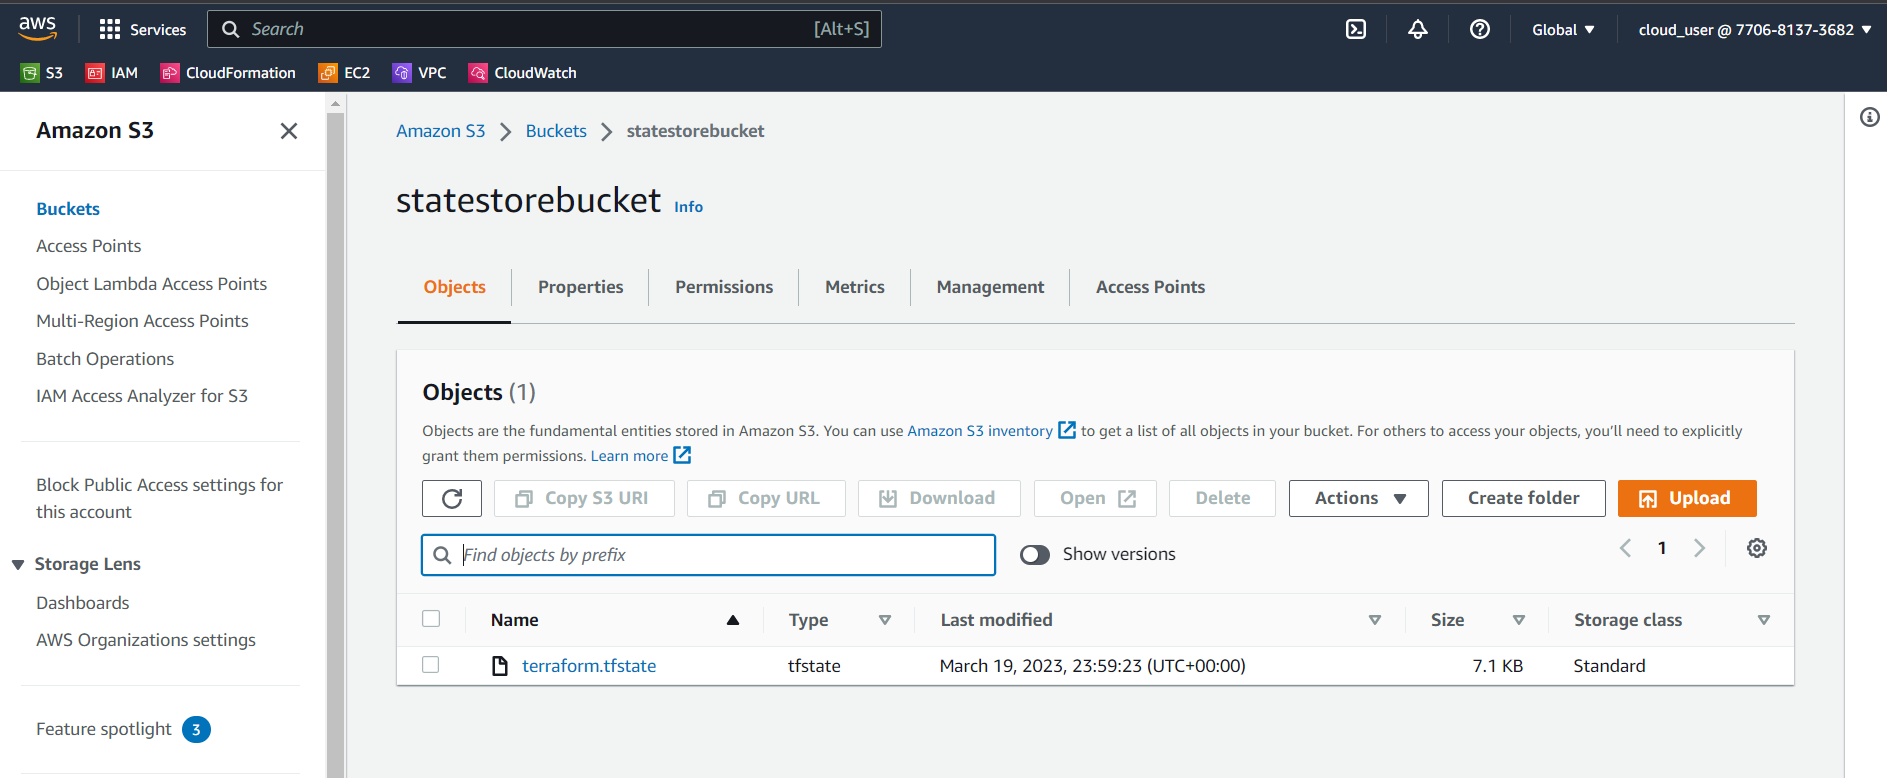 aws
Services
Search
[Alt+S]
Global
cloud_user @ 7706-8137-3682
S3
IAM
CloudFormation
EC2
VPC
CloudWatch
Amazon S3
Buckets
Access Points
Object Lambda Access Points
Multi-Region Access Points
Batch Operations
IAM Access Analyzer for S3
Block Public Access settings for
this account
Storage Lens
Dashboards
AWS Organizations settings
Feature spotlight 3
Amazon S3 > Buckets > statestorebucket
statestorebucket Info
Objects
Properties
Permissions
Metrics
Management
Access Points
Objects (1)
Objects are the fundamental entities stored in Amazon S3. You can use Amazon S3 inventory to get a list of all objects in your bucket. For others to access your objects, you'll need to explicitly
grant them permissions. Learn more
Copy S3 URI
Copy URL
Download
Open
Delete
Actions
Create folder
Upload
Find objects by prefix
Show versions
1
Name
Type
Last modified
Size
Storage class
terraform.tfstate
tfstate
March 19, 2023, 23:59:23 (UTC+00:00)
7.1 KB
Standard